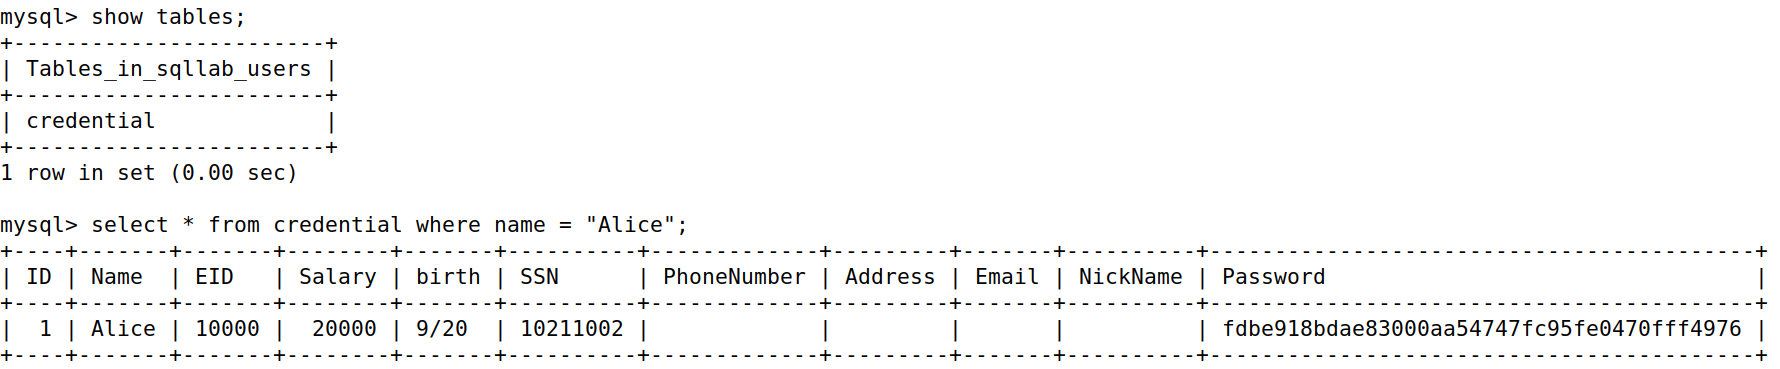 mysql> show tables;
+------------------------+
| Tables_in_sqllab_users |
+------------------------+
| credential             |
+------------------------+
1 row in set (0.00 sec)

mysql> select * from credential where name = "Alice";
+----+-------+-------+--------+-------+----------+-------------+---------+-------+----------+------------------------------------------+
| ID | Name  | EID   | Salary | birth | SSN      | PhoneNumber | Address | Email | NickName | Password                                 |
+----+-------+-------+--------+-------+----------+-------------+---------+-------+----------+------------------------------------------+
|  1 | Alice | 10000 |  20000 | 9/20  | 10211002 |             |         |       |          | fdbe918bdae83000aa54747fc95fe0470fff4976 |
+----+-------+-------+--------+-------+----------+-------------+---------+-------+----------+------------------------------------------+